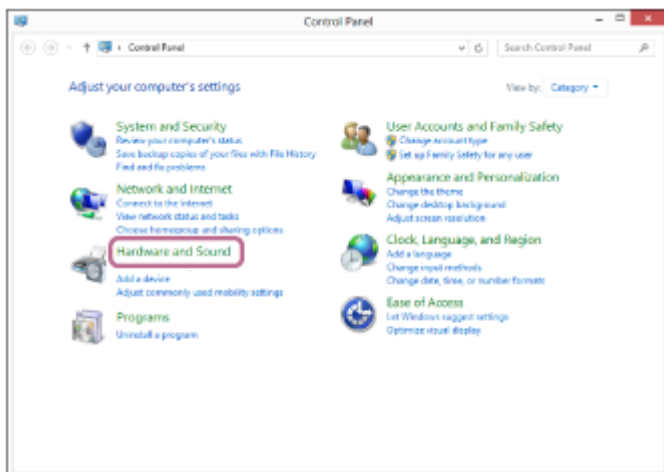 Control Panel
Control Panel
Search Control Panel
Adjust your computer's settings
View by: Category
System and Security
Review your computer's status
Save backup copies of your files with File History
Find and fix problems
Network and Internet
Connect to the Internet
View network status and tasks
Choose homegroup and sharing options
Hardware and Sound
Add a device
Adjust commonly used mobility settings
Programs
Uninstall a program
User Accounts and Family Safety
Change account type
Set up Family Safety for any user
Appearance and Personalization
Change the theme
Change desktop background
Adjust screen resolution
Clock, Language, and Region
Add a language
Change input methods
Change date, time, or number formats
Ease of Access
Let Windows suggest settings
Optimize visual display